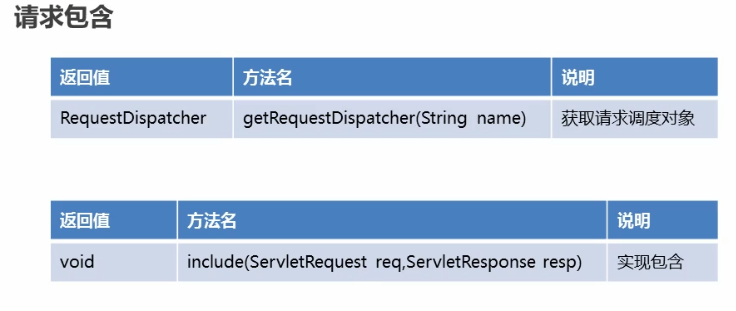 请求包含
返回值 方法名 说明
RequestDispatcher getRequestDispatcher(String name) 获取请求调度对象
返回值 方法名 说明
void include(ServletRequest req,ServletResponse resp) 实现包含